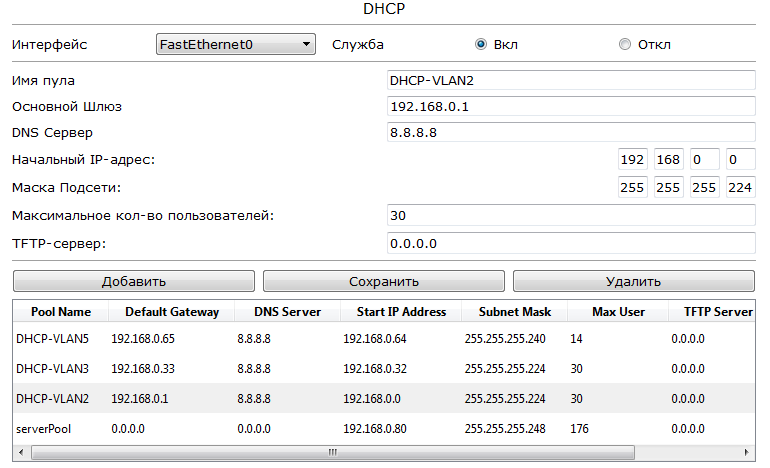 DHCP
Интерфейс FastEthernet0 Служба Вкл Откл
Имя пула DHCP-VLAN2
Основной Шлюз 192.168.0.1
DNS Сервер 8.8.8.8
Начальный IP-адрес: 192 168 0 0
Маска Подсети: 255 255 255 224
Максимальное кол-во пользователей: 30
TFTP-сервер: 0.0.0.0
Добавить Сохранить Удалить
Pool Name Default Gateway DNS Server Start IP Address Subnet Mask Max User TFTP Server
DHCP-VLAN5 192.168.0.65 8.8.8.8 192.168.0.64 255.255.255.240 14 0.0.0.0
DHCP-VLAN3 192.168.0.33 8.8.8.8 192.168.0.32 255.255.255.224 30 0.0.0.0
DHCP-VLAN2 192.168.0.1 8.8.8.8 192.168.0.0 255.255.255.224 30 0.0.0.0
serverPool 0.0.0.0 0.0.0.0 192.168.0.80 255.255.255.248 176 0.0.0.0